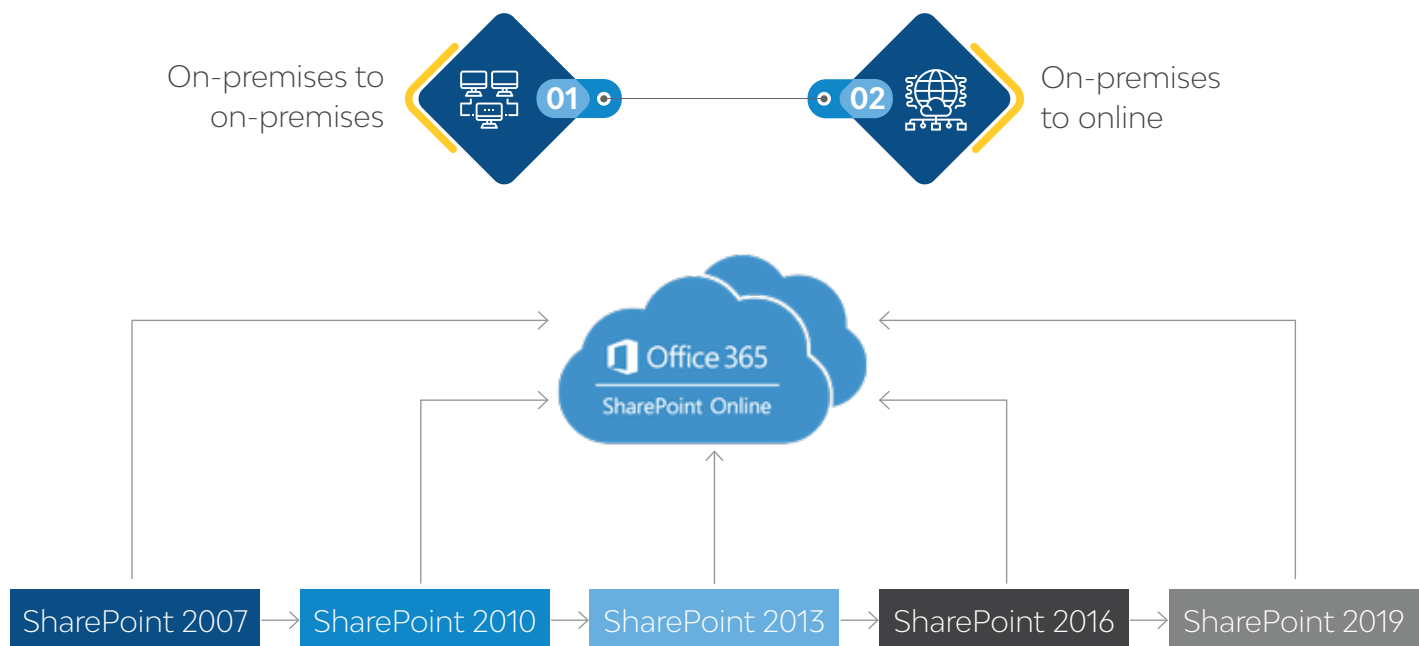 On-premises to
on-premises
01
02
On-premises
to online
Office 365
SharePoint Online
SharePoint 2007
SharePoint 2010
SharePoint 2013
SharePoint 2016
SharePoint 2019